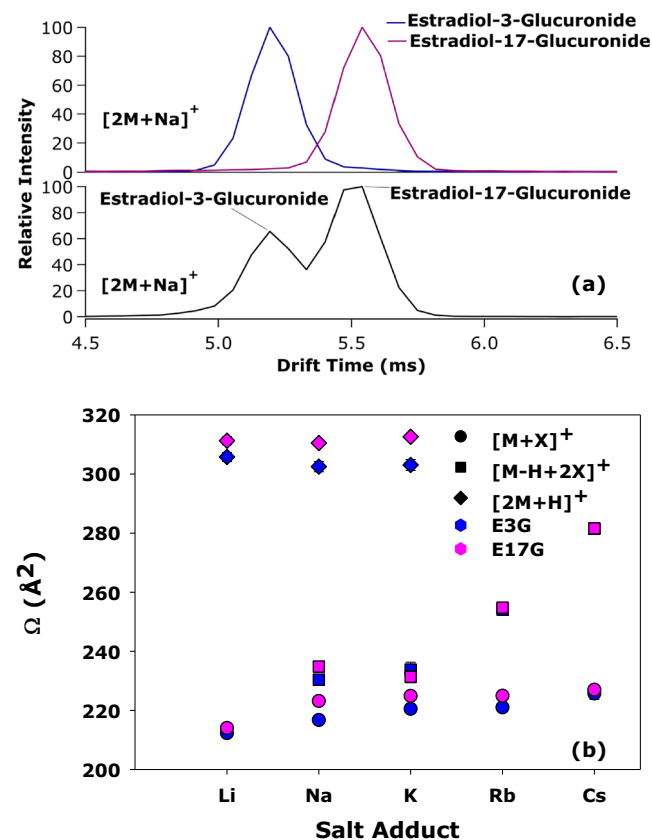 Estradiol-3-Glucuronide
Estradiol-17-Glucuronide
100
80
60
40
20
0
[2M+Na]+
100
80
60
40
20
0
Estradiol-3-Glucuronide
Estradiol-17-Glucuronide
[2M+Na]+
(a)
Relative Intensity
4.5 5.0 5.5 6.0 6.5
Drift Time (ms)
320
300
280
260
240
220
200
Ω (Å2)
[M+X]+
[M-H+2X]+
[2M+H]+
E3G
E17G
(b)
Li Na K Rb Cs
Salt Adduct